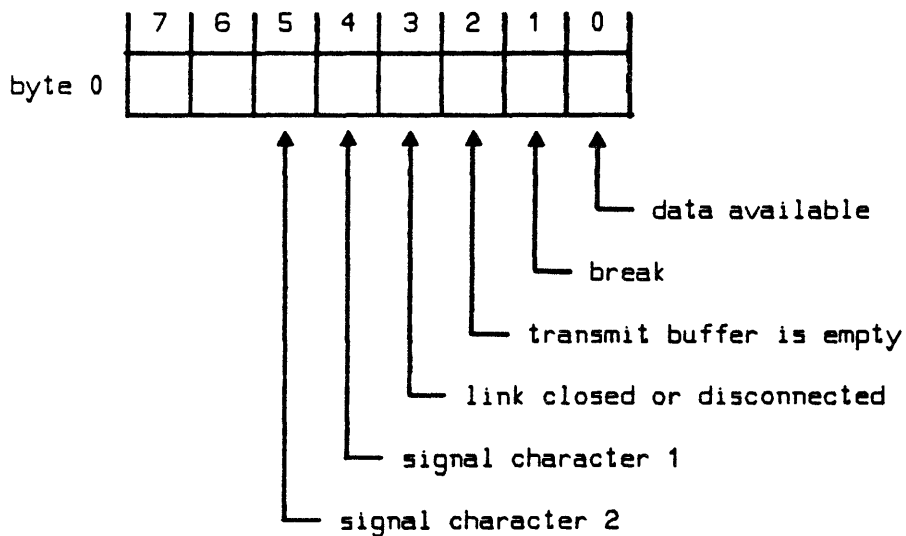 7 6 5 4 3 2 1 0
byte 0
data available
break
transmit buffer is empty
link closed or disconnected
signal character 1
signal character 2